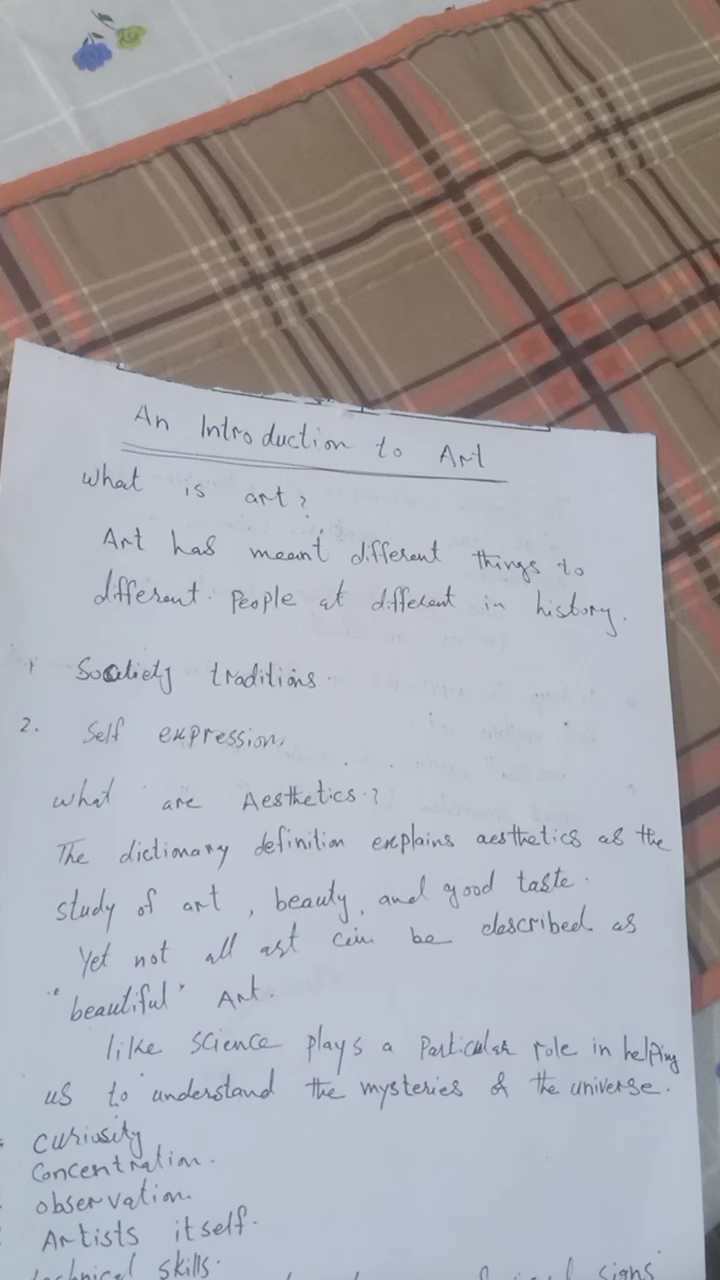 An Introduction to Art
what is art?
Art has meant different things to
different. People at different in history.
1 Socaliety traditions.
2. Self expression.
what are Aesthetics.?
The dictionary definition explains aesthetics as the
study of art, beauty, and good taste.
Yet not all art can be described as
"beautiful" Art.
like science plays a Particular role in helping
us to understand the mysteries of the universe.
curiosity
Concentration.
observation.
Artists itself.
technical skills.
signs